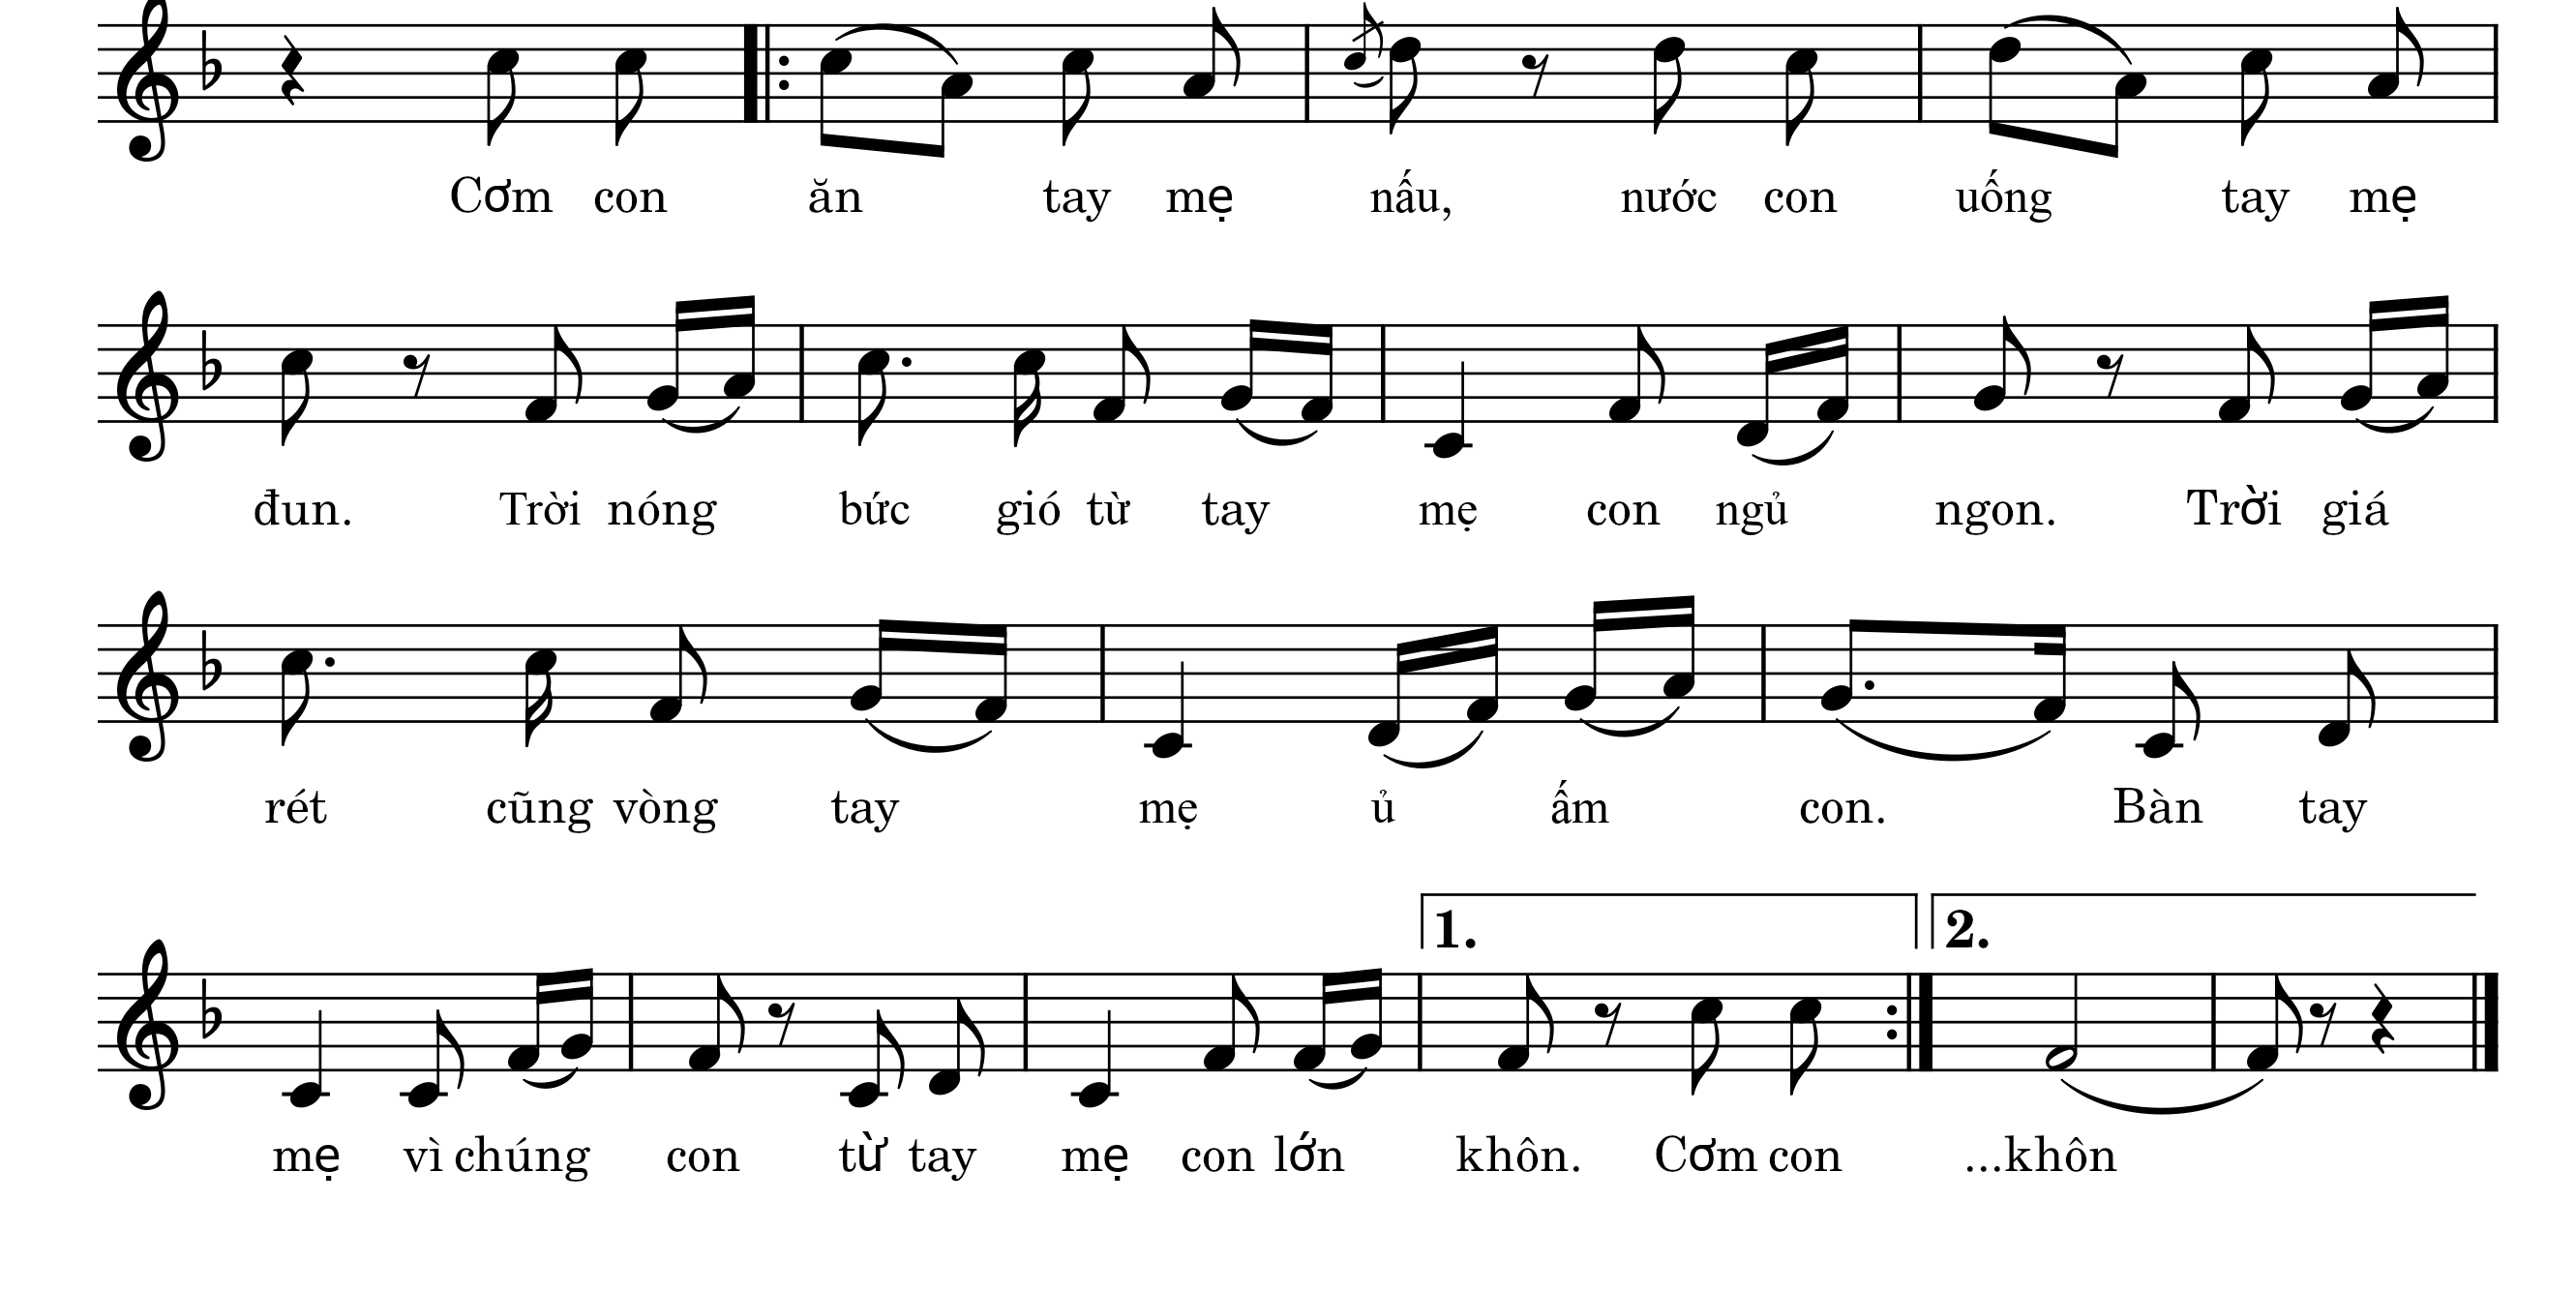 Cơm con ăn tay mẹ nấu, nước con uống tay mẹ
đun. Trời nóng bức gió từ tay mẹ con ngủ ngon. Trời giá
rét cũng vòng tay mẹ ủ ấm con. Bàn tay
1. 2.
mẹ vì chúng con từ tay mẹ con lớn khôn. Cơm con ...khôn